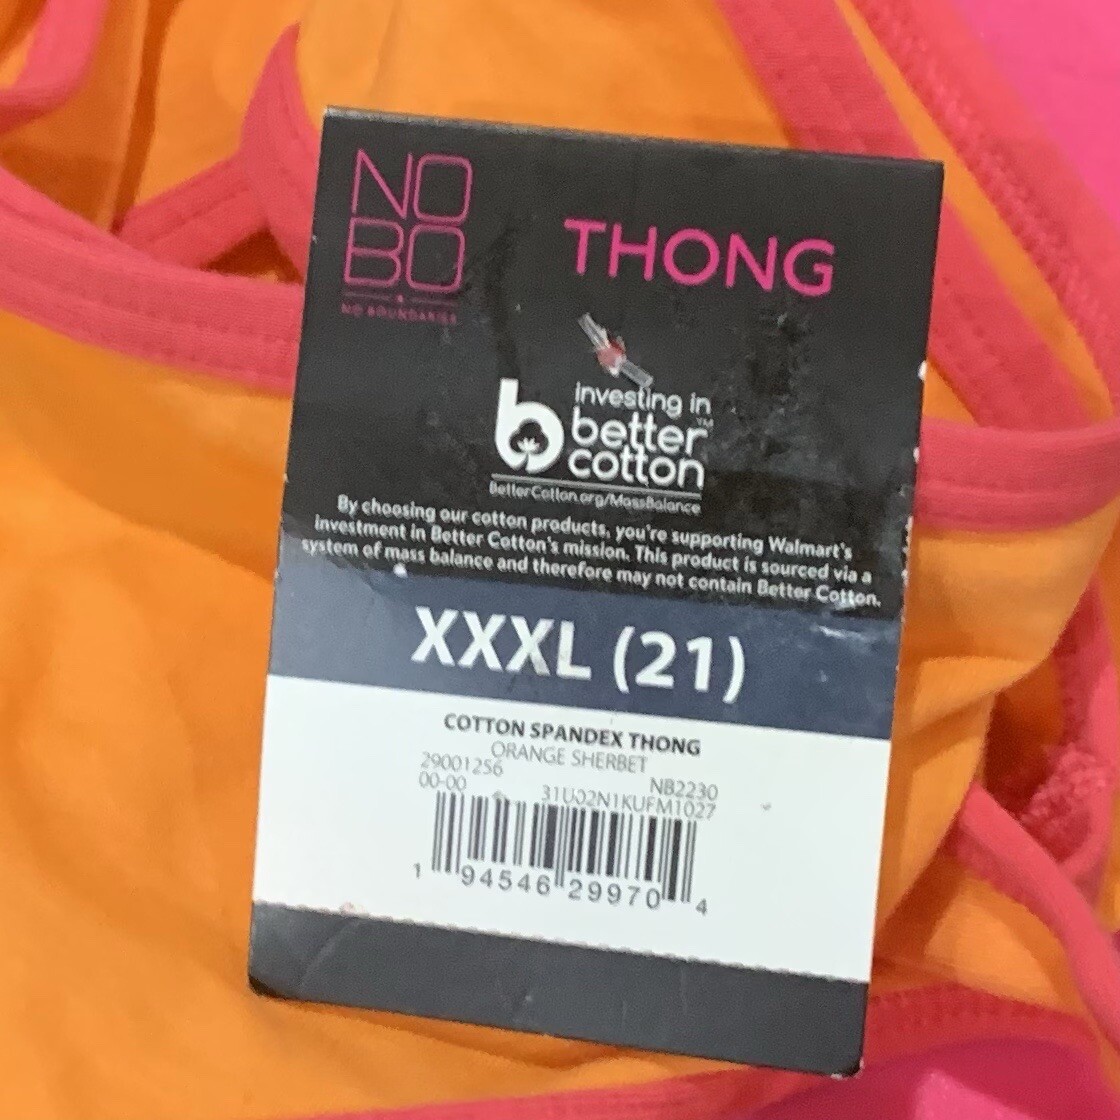 NO
BO
NO BOUNDARIES
THONG
investing in
better™
cotton
BetterCotton.org/MassBalance
By choosing our cotton products, you're supporting Walmart's
investment in Better Cotton's mission. This product is sourced via a
system of mass balance and therefore may not contain Better Cotton.
XXXL (21)
COTTON SPANDEX THONG
ORANGE SHERBET
29001256 NB2230
00-00 31U02N1KUFM1027
1 94546 29970 4